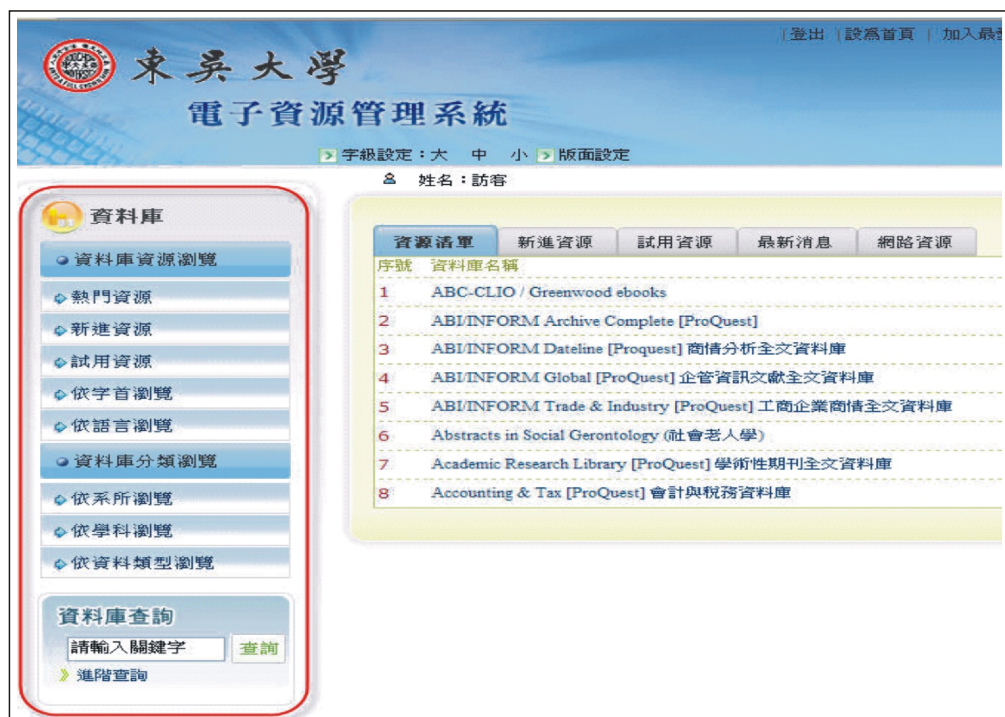 登出 | 設為首頁 | 加入最
東吳大學
電子資源管理系統
字級設定：大 中 小 版面設定
姓名：訪客
資料庫
資料庫資源瀏覽
熱門資源
新進資源
試用資源
依字首瀏覽
依語言瀏覽
資料庫分類瀏覽
依系所瀏覽
依學科瀏覽
依資料類型瀏覽
資料庫查詢
請輸入關鍵字 查詢
進階查詢
資源清單 新進資源 試用資源 最新消息 網路資源
序號 資料庫名稱
1 ABC-CLIO / Greenwood ebooks
2 ABI/INFORM Archive Complete [ProQuest]
3 ABI/INFORM Dateline [Proquest] 商情分析全文資料庫
4 ABI/INFORM Global [ProQuest] 企管資訊文獻全文資料庫
5 ABI/INFORM Trade & Industry [ProQuest] 工商企業商情全文資料庫
6 Abstracts in Social Gerontology (社會老人學)
7 Academic Research Library [ProQuest] 學術性期刊全文資料庫
8 Accounting & Tax [ProQuest] 會計與稅務資料庫